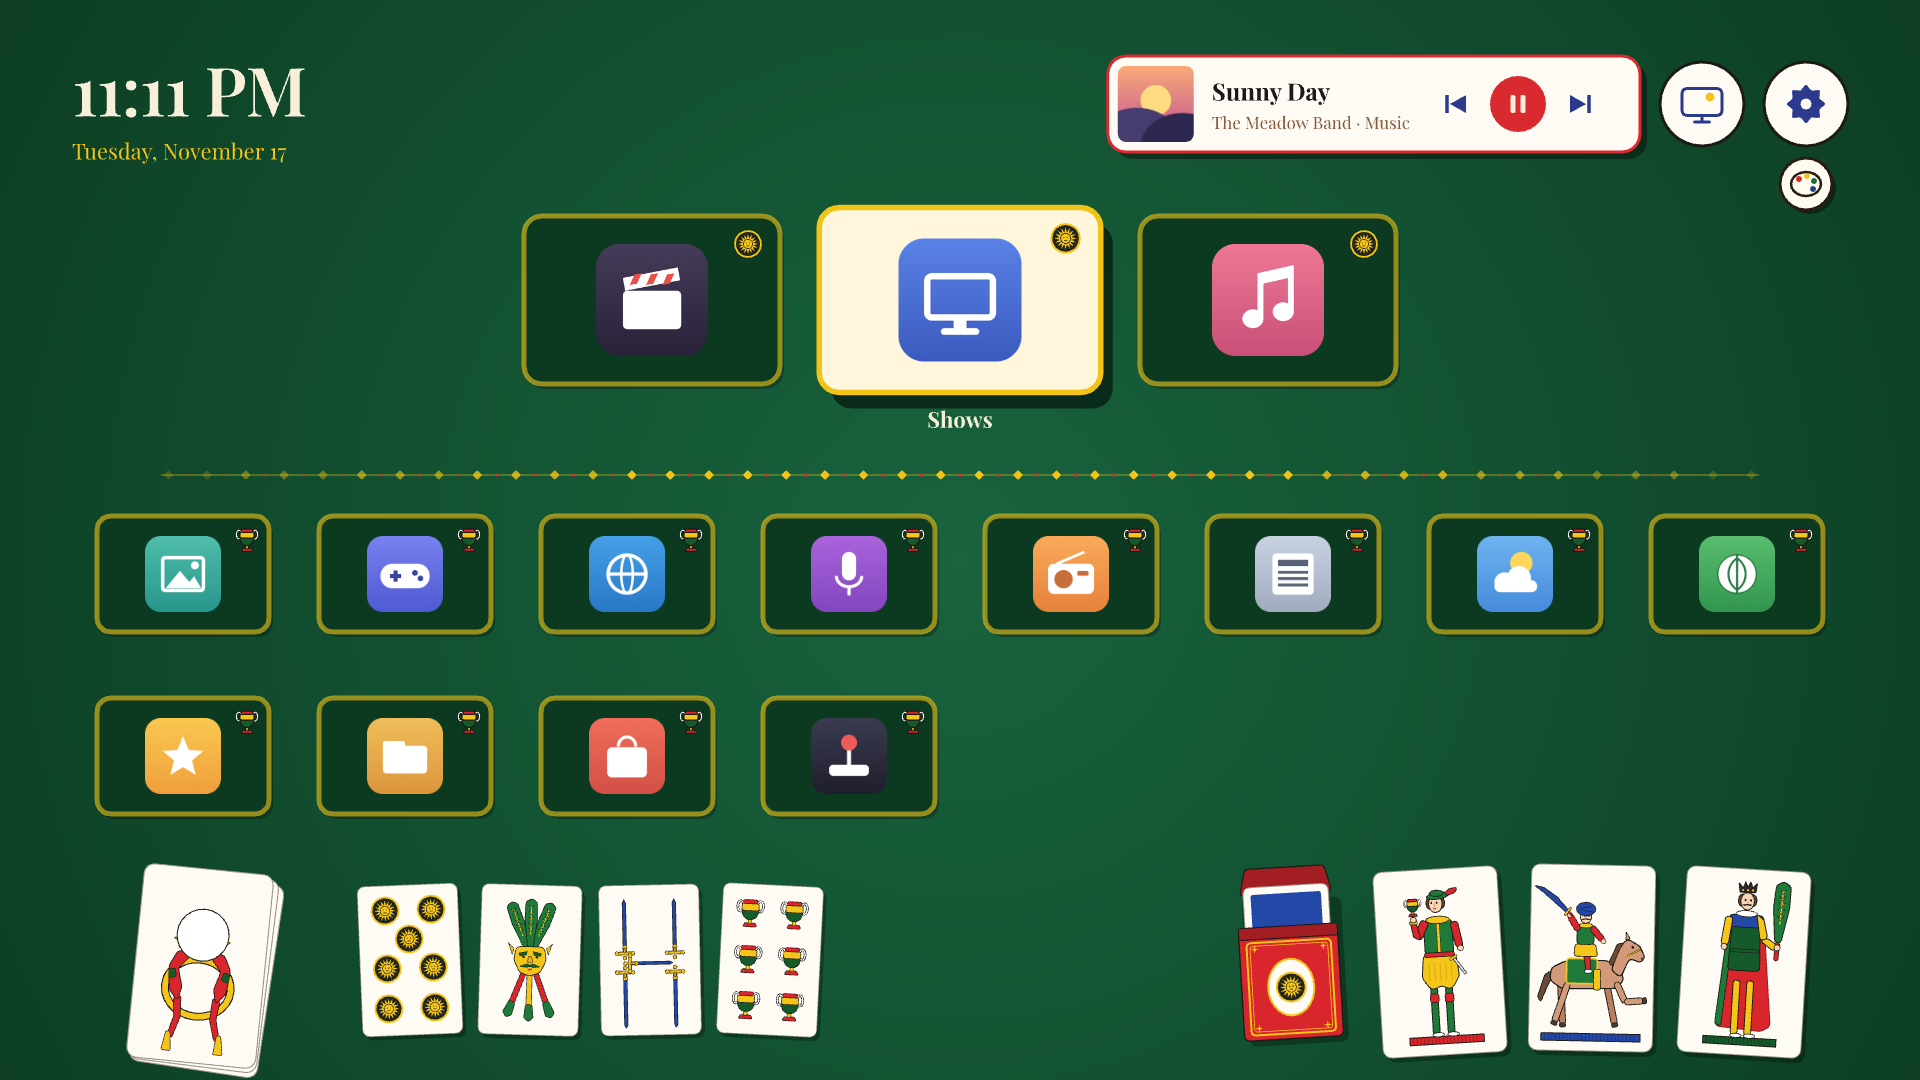 11:11 PM
Tuesday, November 17
Sunny Day
The Meadow Band · Music
Shows